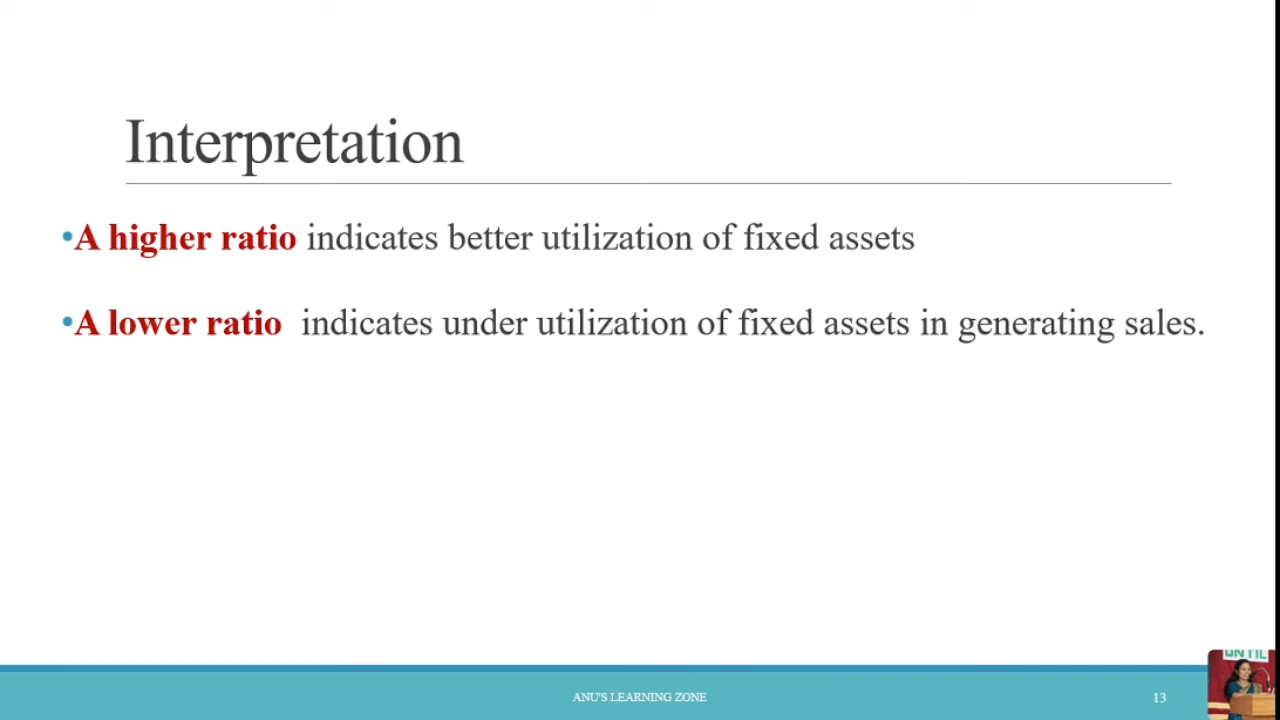 Interpretation
•A higher ratio indicates better utilization of fixed assets
•A lower ratio indicates under utilization of fixed assets in generating sales.
ANU'S LEARNING ZONE
13